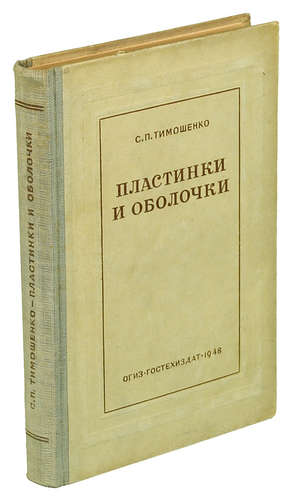 С.П. ТИМОШЕНКО
ПЛАСТИНКИ
И ОБОЛОЧКИ
ОГИЗ-ГОСТЕХИЗДАТ-1948
С.П. ТИМОШЕНКО — ПЛАСТИНКИ И ОБОЛОЧКИ